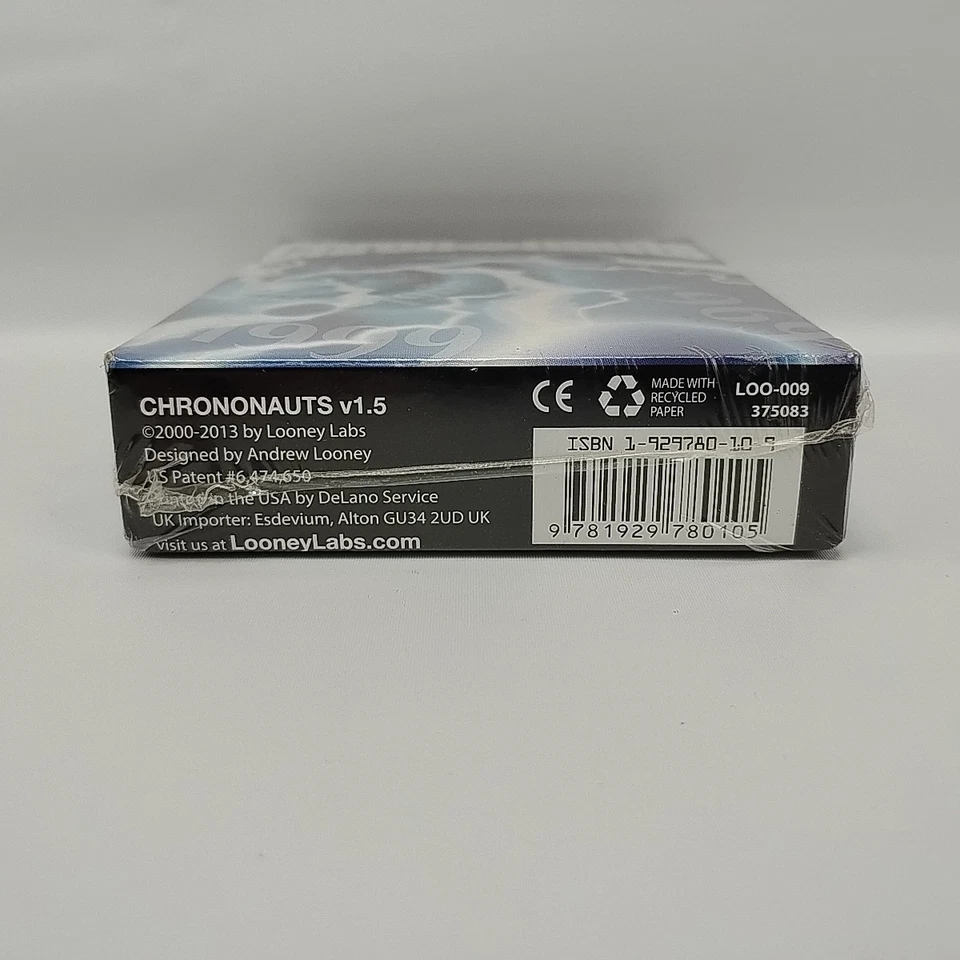 1999
CHRONONAUTS v1.5
©2000-2013 by Looney Labs
Designed by Andrew Looney
US Patent #6,474,650
Printed in the USA by DeLano Service
UK Importer: Esdevium, Alton GU34 2UD UK
visit us at LooneyLabs.com
CE
MADE WITH
RECYCLED
PAPER
LOO-009
375083
ISBN 1-929780-10-9
9 781929 780105